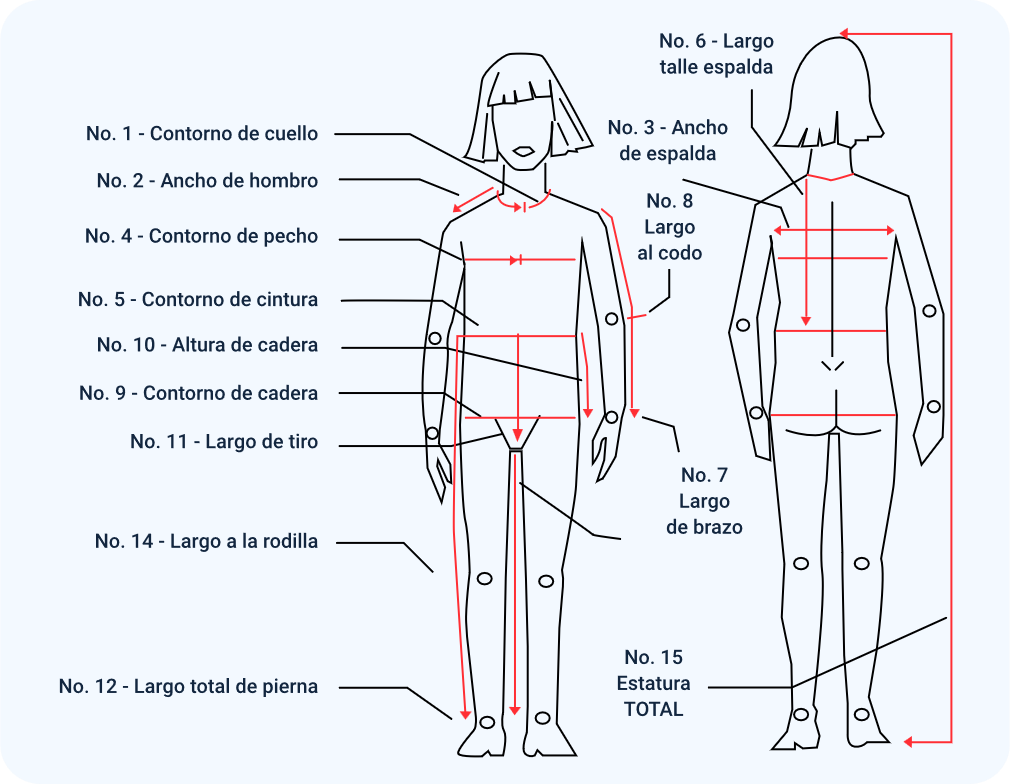 No. 1 - Contorno de cuello
No. 2 - Ancho de hombro
No. 4 - Contorno de pecho
No. 5 - Contorno de cintura
No. 10 - Altura de cadera
No. 9 - Contorno de cadera
No. 11 - Largo de tiro
No. 14 - Largo a la rodilla
No. 12 - Largo total de pierna
No. 6 - Largo
talle espalda
No. 3 - Ancho
de espalda
No. 8
Largo
al codo
No. 7
Largo
de brazo
No. 15
Estatura
TOTAL